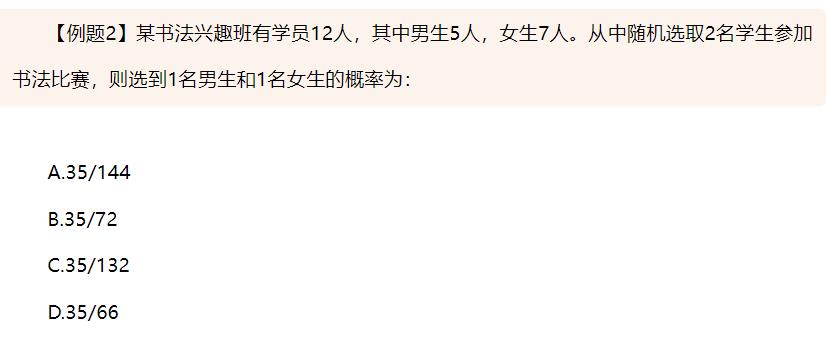 【例题2】某书法兴趣班有学员12人，其中男生5人，女生7人。从中随机选取2名学生参加
书法比赛，则选到1名男生和1名女生的概率为：
A.35/144
B.35/72
C.35/132
D.35/66